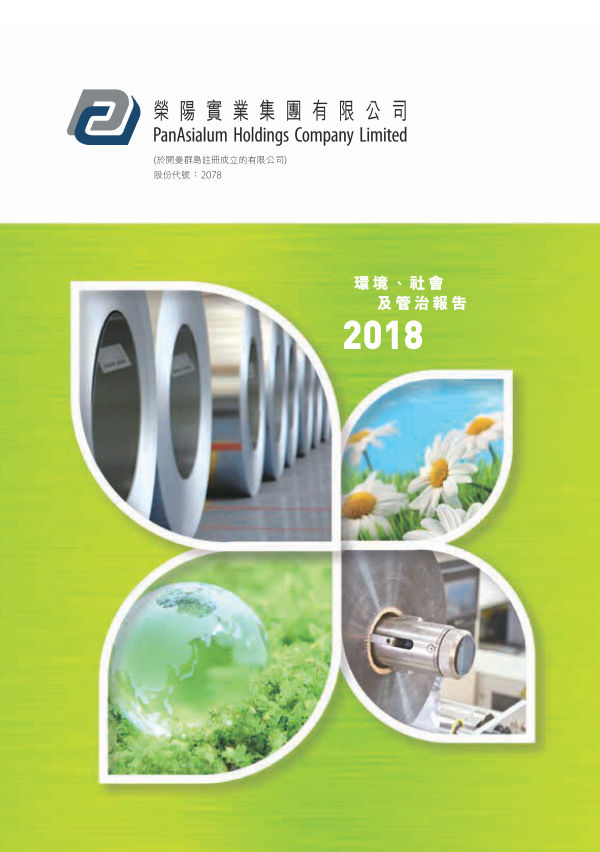 榮陽實業集團有限公司
PanAsialum Holdings Company Limited
(於開曼群島註冊成立的有限公司)
股份代號：2078
環境、社會
及管治報告
2018